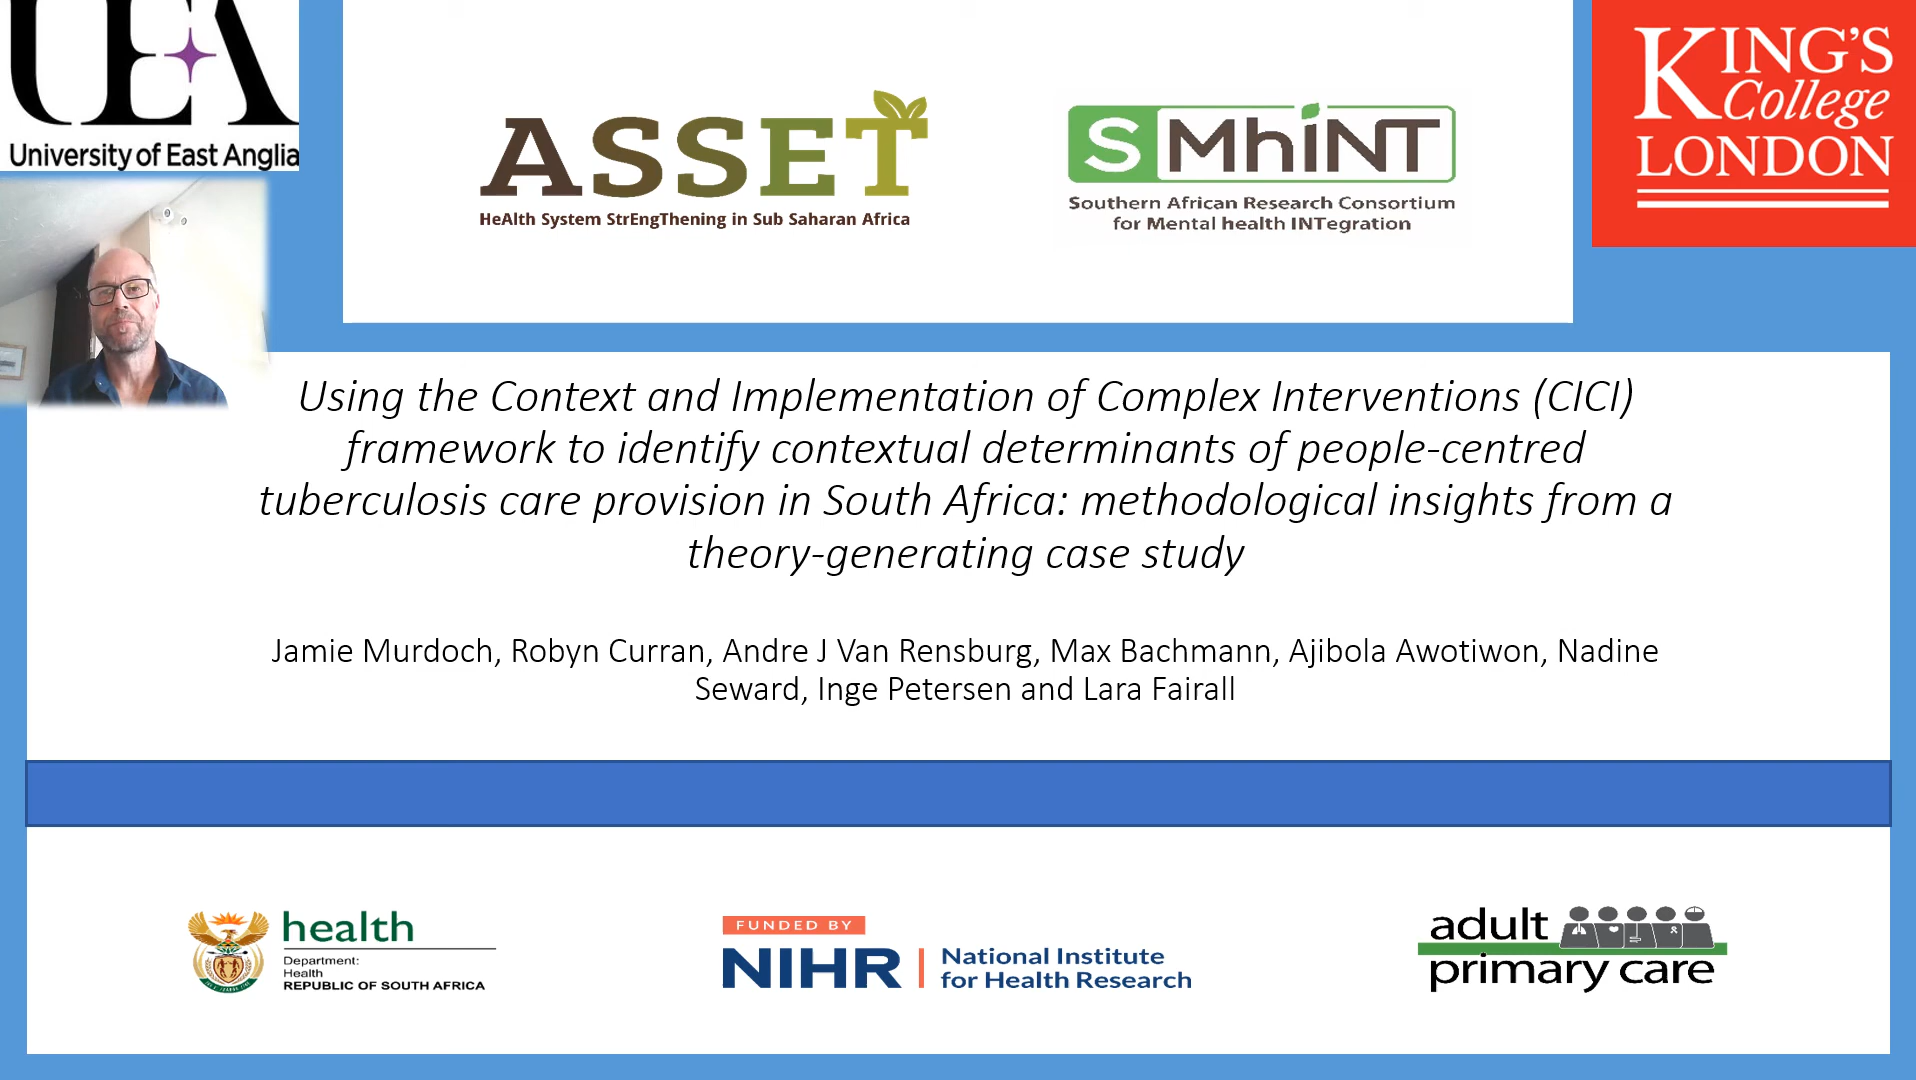 UEA
University of East Anglia
ASSET
HeAlth System StrEngThening in Sub Saharan Africa
S MhiNT
Southern African Research Consortium
for Mental health INTegration
KING'S
College
LONDON
Using the Context and Implementation of Complex Interventions (CICI)
framework to identify contextual determinants of people-centred
tuberculosis care provision in South Africa: methodological insights from a
theory-generating case study
Jamie Murdoch, Robyn Curran, Andre J Van Rensburg, Max Bachmann, Ajibola Awotiwon, Nadine
Seward, Inge Petersen and Lara Fairall
health
Department:
Health
REPUBLIC OF SOUTH AFRICA
FUNDED BY
NIHR
National Institute
for Health Research
adult
primary care